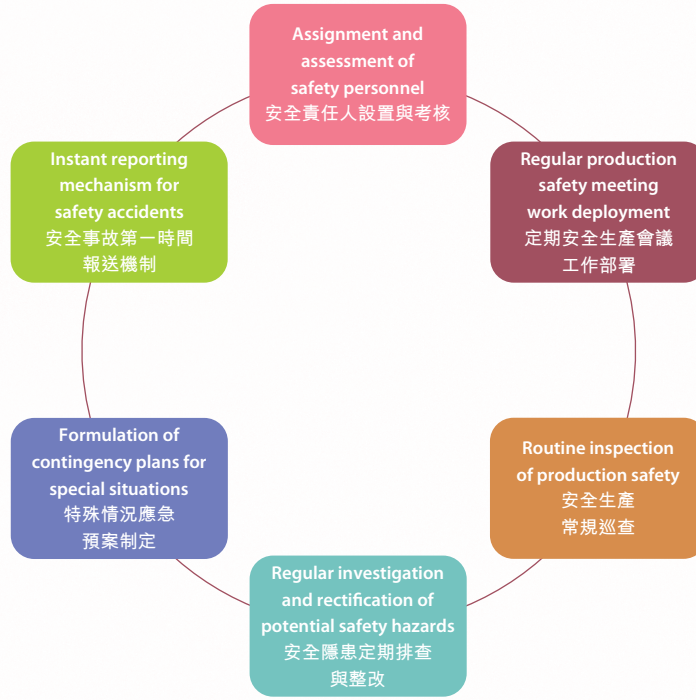 Assignment and
assessment of
safety personnel
安全責任人設置與考核
Regular production
safety meeting
work deployment
定期安全生產會議
工作部署
Routine inspection
of production safety
安全生產
常規巡查
Regular investigation
and rectification of
potential safety hazards
安全隱患定期排查
與整改
Formulation of
contingency plans for
special situations
特殊情況應急
預案制定
Instant reporting
mechanism for
safety accidents
安全事故第一時間
報送機制